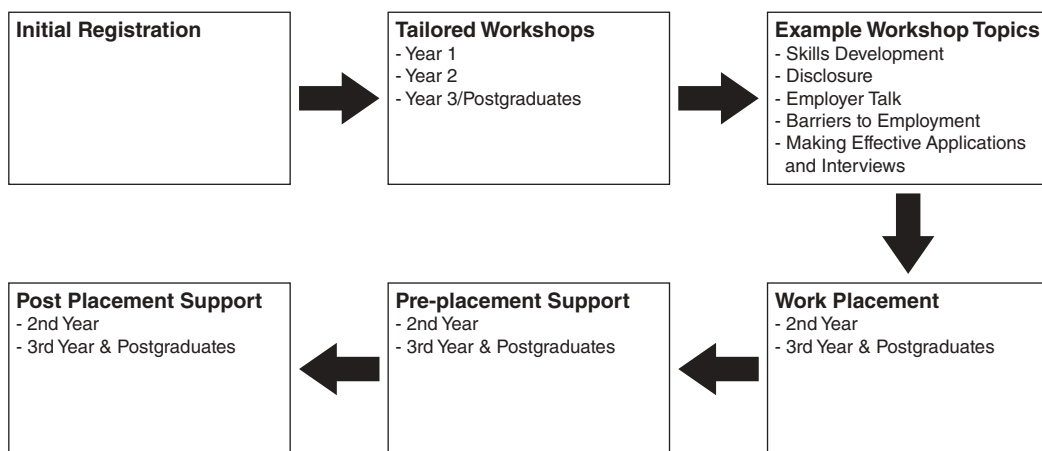 Initial Registration
Tailored Workshops
- Year 1
- Year 2
- Year 3/Postgraduates
Example Workshop Topics
- Skills Development
- Disclosure
- Employer Talk
- Barriers to Employment
- Making Effective Applications
and Interviews
Work Placement
- 2nd Year
- 3rd Year & Postgraduates
Pre-placement Support
- 2nd Year
- 3rd Year & Postgraduates
Post Placement Support
- 2nd Year
- 3rd Year & Postgraduates